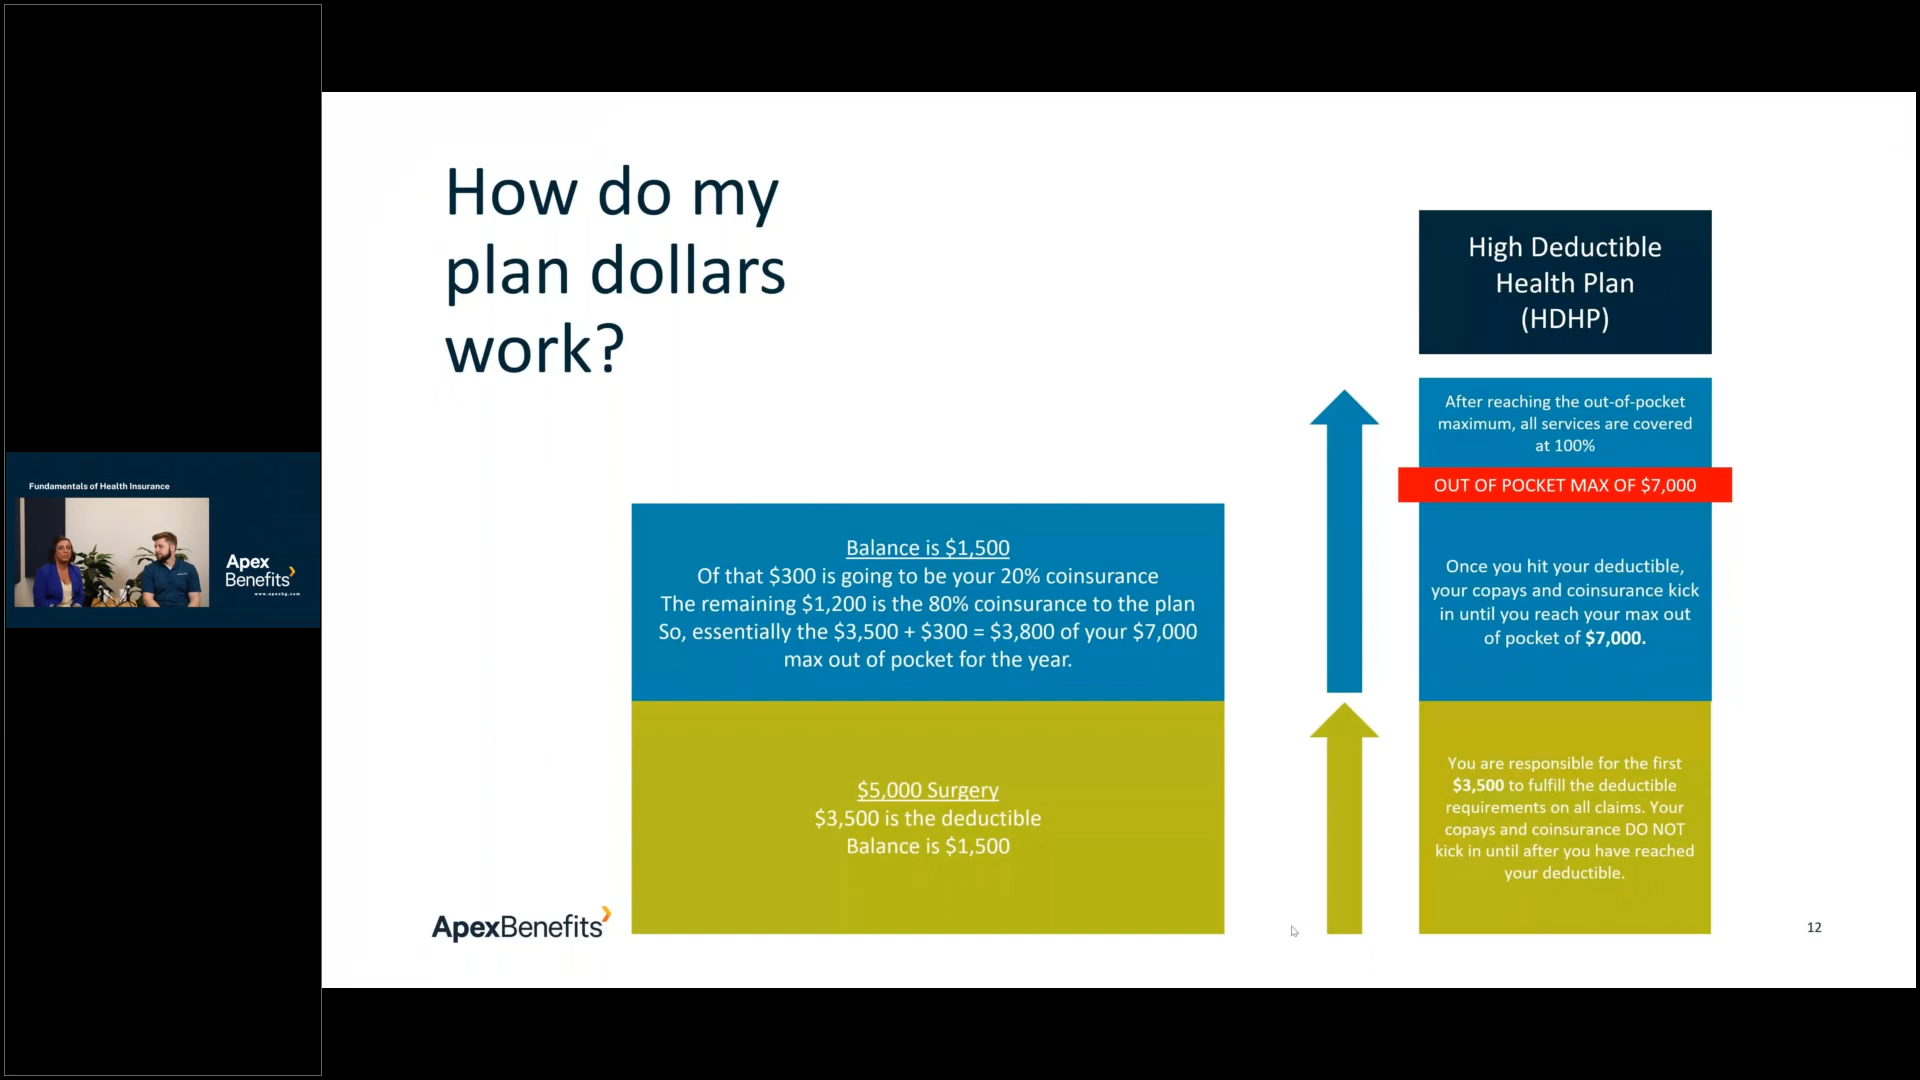 Fundamentals of Health Insurance
Apex
Benefits
www.apexbg.com
How do my
plan dollars
work?
Balance is $1,500
Of that $300 is going to be your 20% coinsurance
The remaining $1,200 is the 80% coinsurance to the plan
So, essentially the $3,500 + $300 = $3,800 of your $7,000
max out of pocket for the year.
$5,000 Surgery
$3,500 is the deductible
Balance is $1,500
High Deductible
Health Plan
(HDHP)
After reaching the out-of-pocket
maximum, all services are covered
at 100%
OUT OF POCKET MAX OF $7,000
Once you hit your deductible,
your copays and coinsurance kick
in until you reach your max out
of pocket of $7,000.
You are responsible for the first
$3,500 to fulfill the deductible
requirements on all claims. Your
copays and coinsurance DO NOT
kick in until after you have reached
your deductible.
ApexBenefits
12